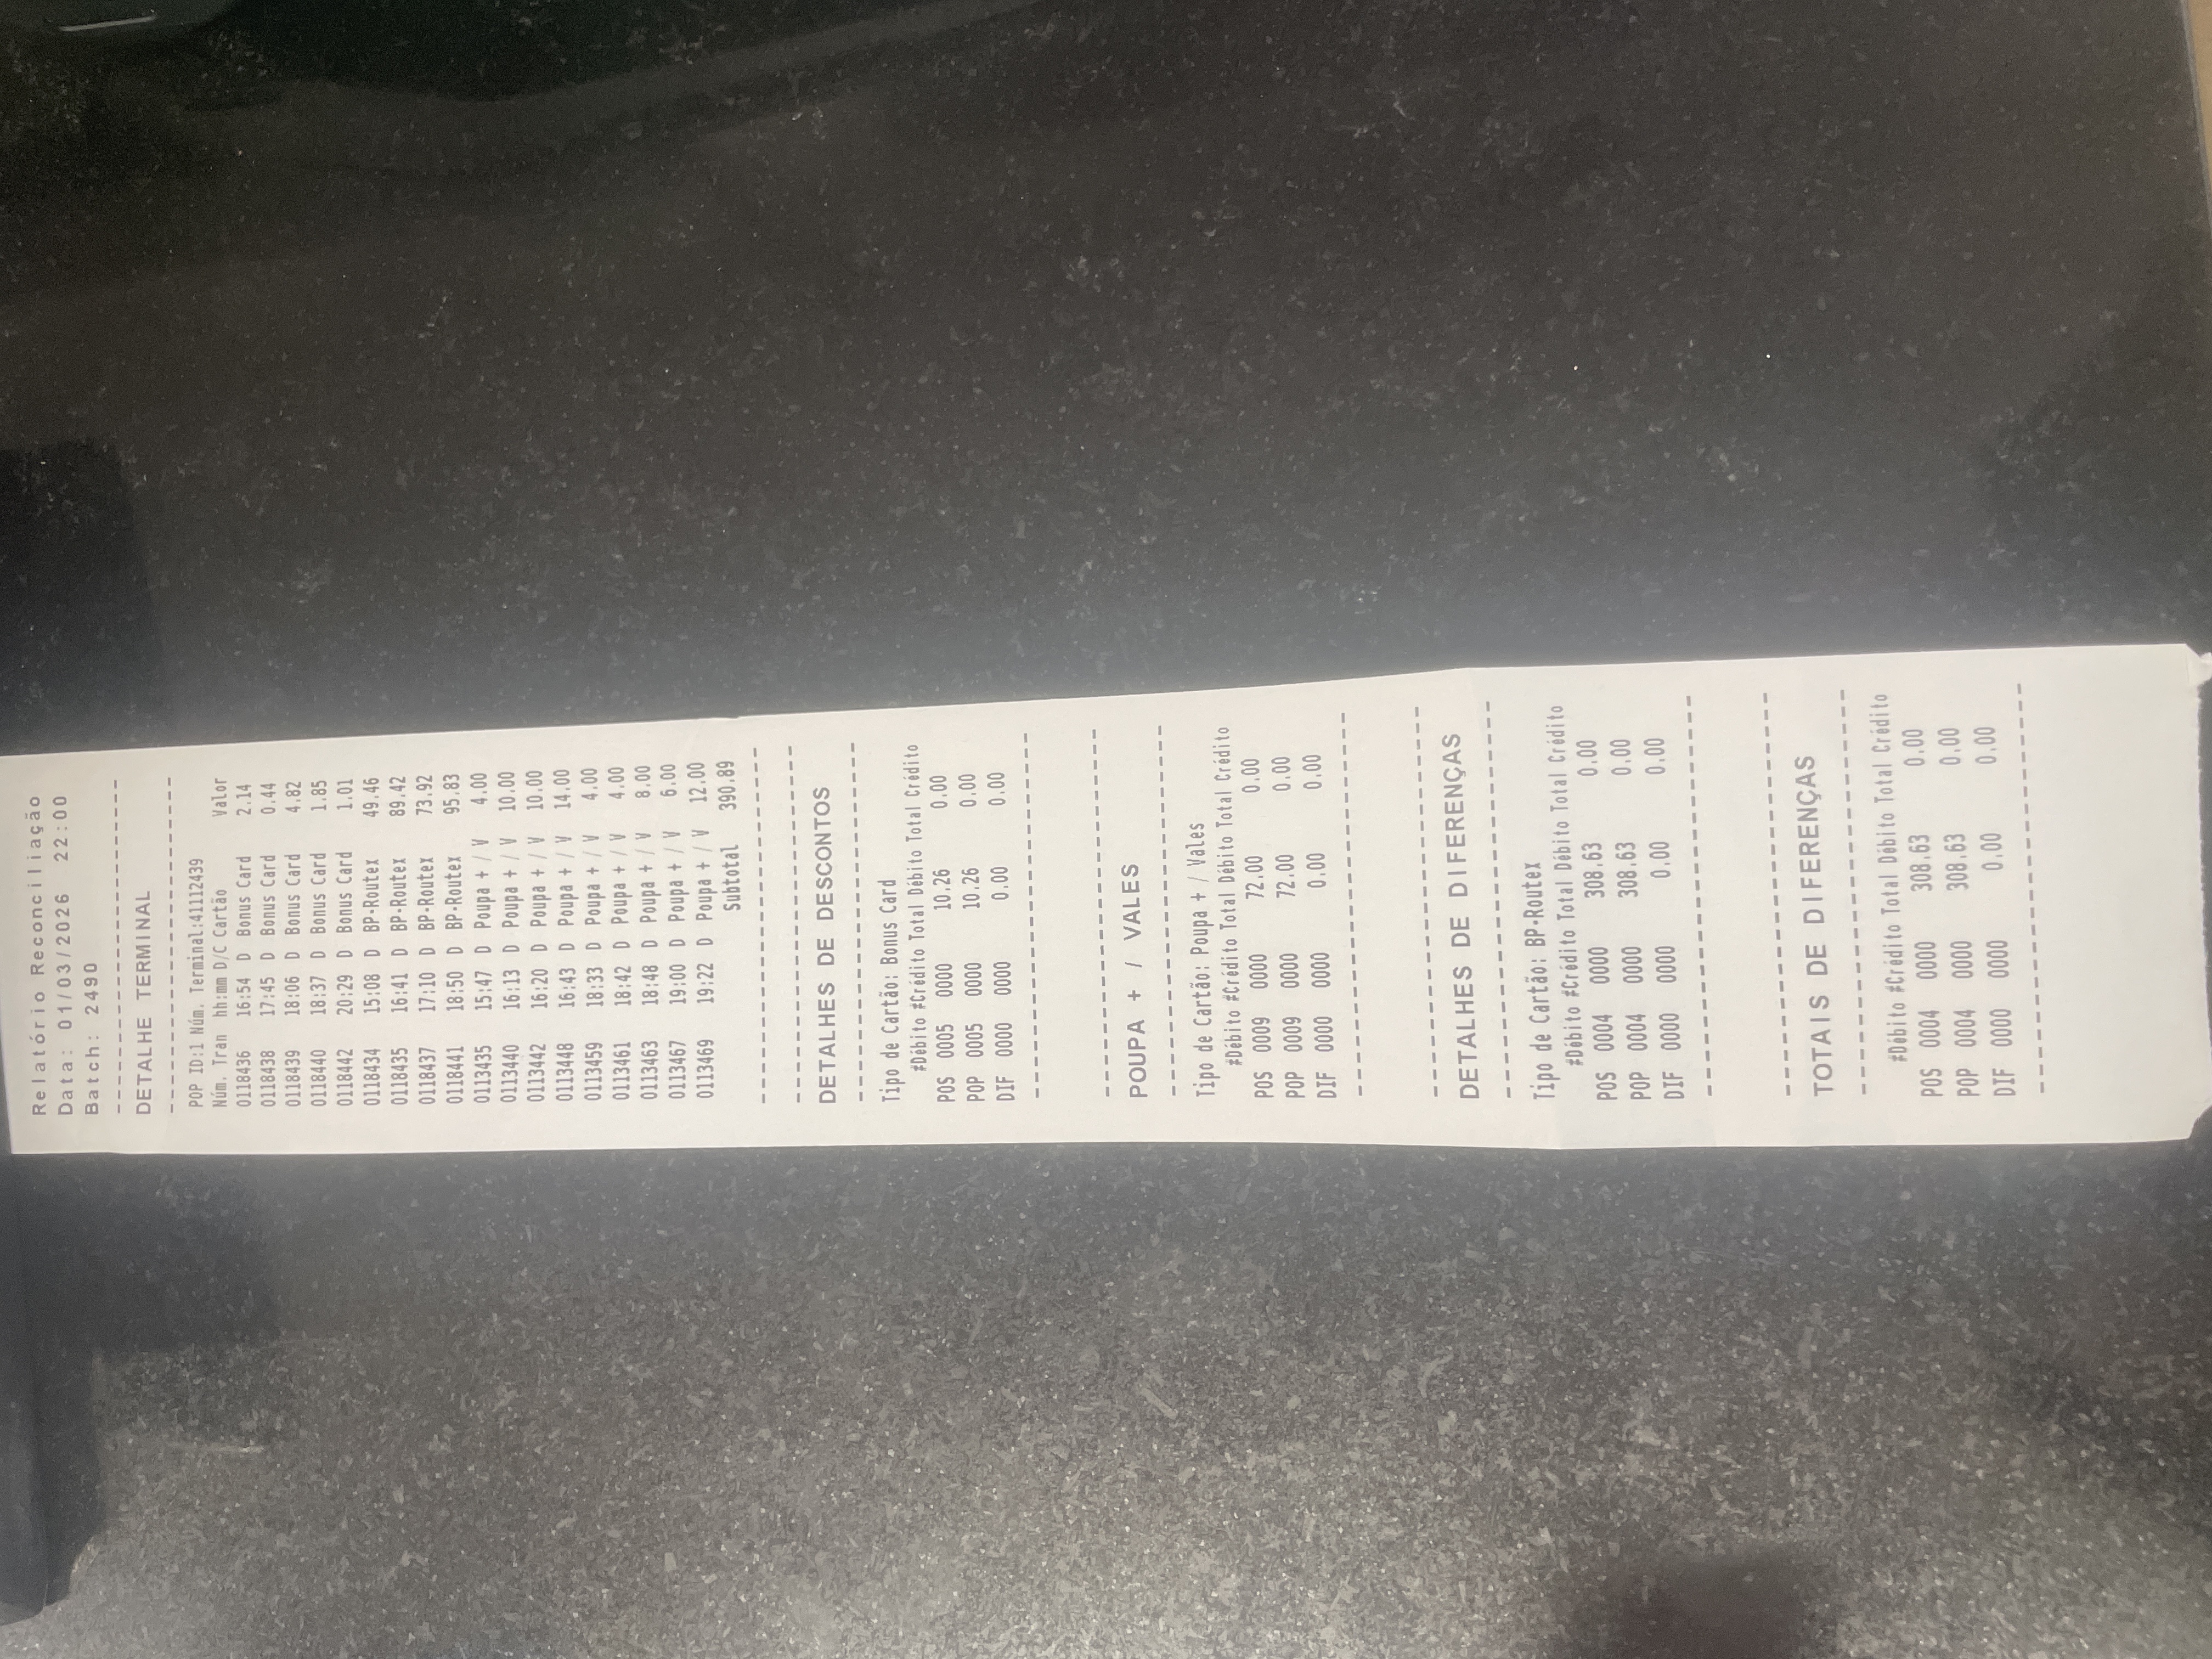 Relatório Reconciliação
Data: 01/03/2026 22:00
Batch: 2490
------------------------
DETALHE TERMINAL
------------------------
POP ID:1 Núm. Terminal:41112439
Núm. Tran hh:mm D/C Cartão Valor
0118436 16:54 D Bonus Card 2.14
0118438 17:45 D Bonus Card 0.44
0118439 18:06 D Bonus Card 4.82
0118440 18:37 D Bonus Card 1.85
0118442 20:29 D Bonus Card 1.01
0118434 15:08 D BP-Routex 49.46
0118435 16:41 D BP-Routex 89.42
0118437 17:10 D BP-Routex 73.92
0118441 18:50 D BP-Routex 95.83
0113435 15:47 D Poupa + / V 4.00
0113440 16:13 D Poupa + / V 10.00
0113442 16:20 D Poupa + / V 10.00
0113448 16:43 D Poupa + / V 14.00
0113459 18:33 D Poupa + / V 4.00
0113461 18:42 D Poupa + / V 4.00
0113463 18:48 D Poupa + / V 8.00
0113467 19:00 D Poupa + / V 6.00
0113469 19:22 D Poupa + / V 12.00
Subtotal 390.89
------------------------
------------------------
DETALHES DE DESCONTOS
------------------------
Tipo de Cartão: Bonus Card
#Débito #Crédito Total Débito Total Crédito
POS 0005 0000 10.26 0.00
POP 0005 0000 10.26 0.00
DIF 0000 0000 0.00 0.00
------------------------
------------------------
POUPA + / VALES
------------------------
Tipo de Cartão: Poupa + / Vales
#Débito #Crédito Total Débito Total Crédito
POS 0009 0000 72.00 0.00
POP 0009 0000 72.00 0.00
DIF 0000 0000 0.00 0.00
------------------------
------------------------
DETALHES DE DIFERENÇAS
------------------------
Tipo de Cartão: BP-Routex
#Débito #Crédito Total Débito Total Crédito
POS 0004 0000 308.63 0.00
POP 0004 0000 308.63 0.00
DIF 0000 0000 0.00 0.00
------------------------
------------------------
TOTAIS DE DIFERENÇAS
------------------------
#Débito #Crédito Total Débito Total Crédito
POS 0004 0000 308.63 0.00
POP 0004 0000 308.63 0.00
DIF 0000 0000 0.00 0.00
------------------------